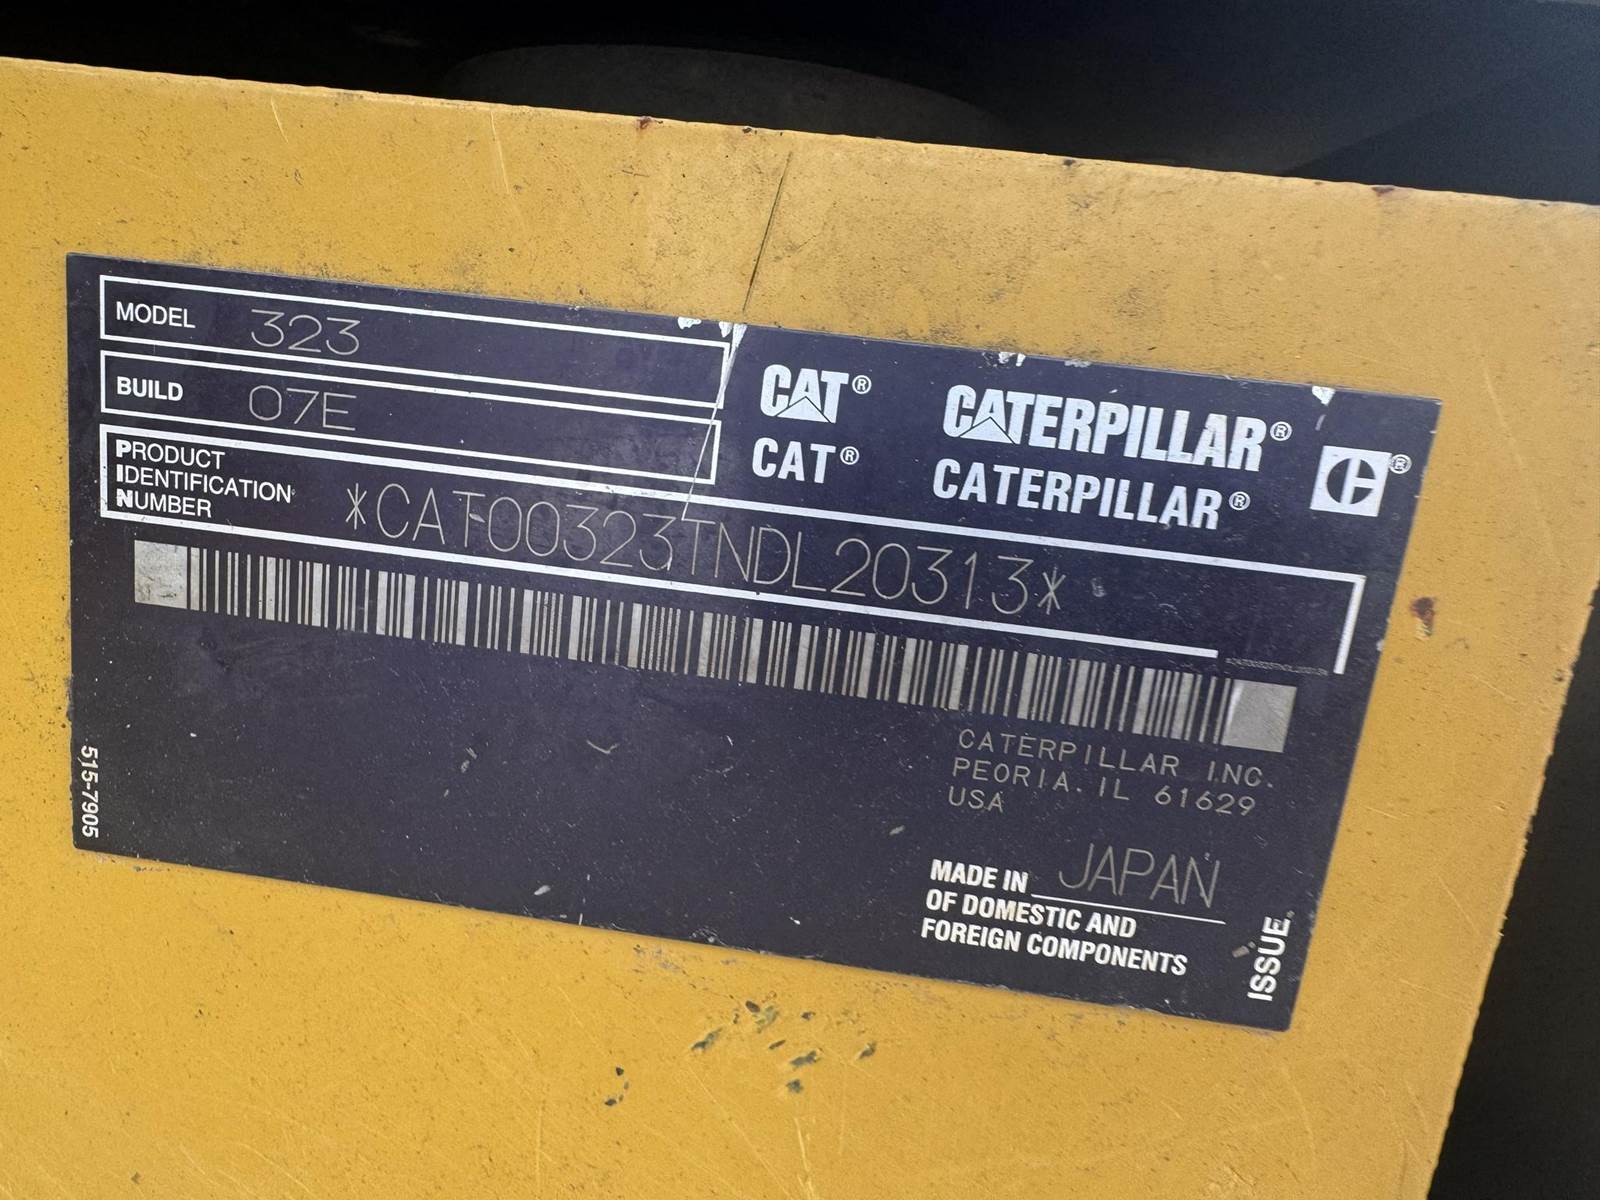 MODEL 323
BUILD 07E
PRODUCT
IDENTIFICATION
NUMBER
*CAT00323TNDL20313*
CAT® CATERPILLAR®
CAT® CATERPILLAR® ®
CATERPILLAR INC.
PEORIA. IL 61629
USA
MADE IN JAPAN
OF DOMESTIC AND
FOREIGN COMPONENTS
515-7905
ISSUE.